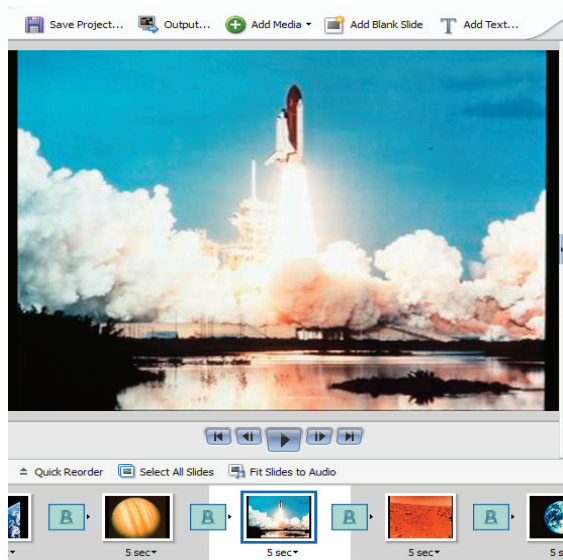 Save Project... Output... Add Media Add Blank Slide Add Text...
Quick Reorder Select All Slides Fit Slides to Audio
B B B B
5 sec 5 sec 5 sec 5 s